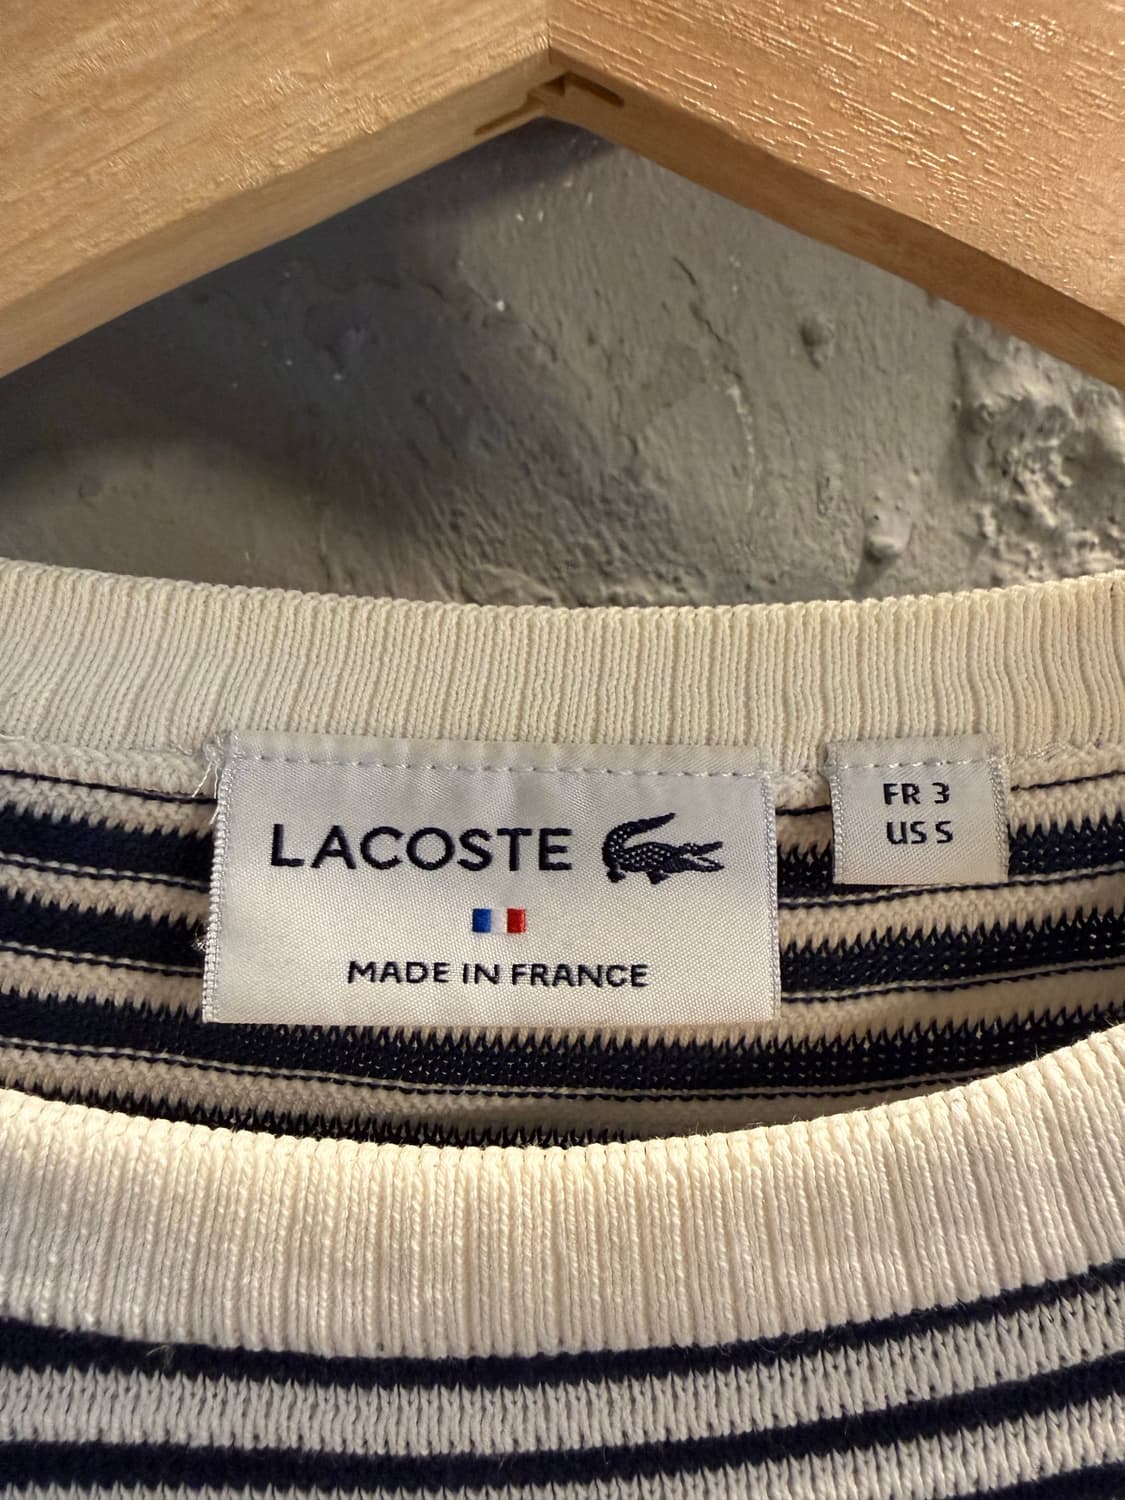 LACOSTE
MADE IN FRANCE
FR 3
US S